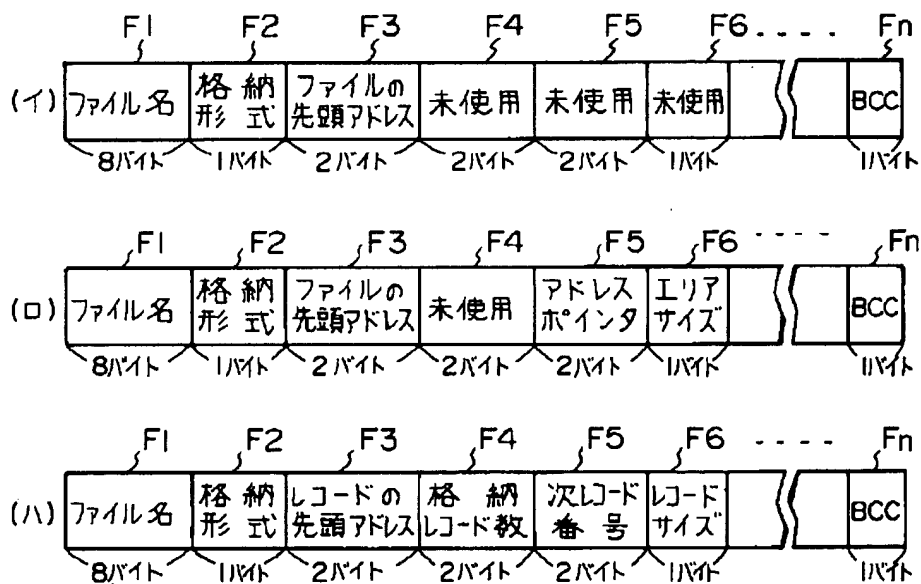 F1 F2 F3 F4 F5 F6 .... Fn
(イ) ファイル名 格納形式 ファイルの先頭アドレス 未使用 未使用 未使用 BCC
8バイト 1バイト 2バイト 2バイト 2バイト 1バイト 1バイト
F1 F2 F3 F4 F5 F6 ---- Fn
(ロ) ファイル名 格納形式 ファイルの先頭アドレス 未使用 アドレスポインタ エリアサイズ BCC
8バイト 1バイト 2バイト 2バイト 2バイト 1バイト 1バイト
F1 F2 F3 F4 F5 F6 ---- Fn
(ハ) ファイル名 格納形式 レコードの先頭アドレス 格納レコード数 次レコード番号 レコードサイズ BCC
8バイト 1バイト 2バイト 2バイト 2バイト 1バイト 1バイト